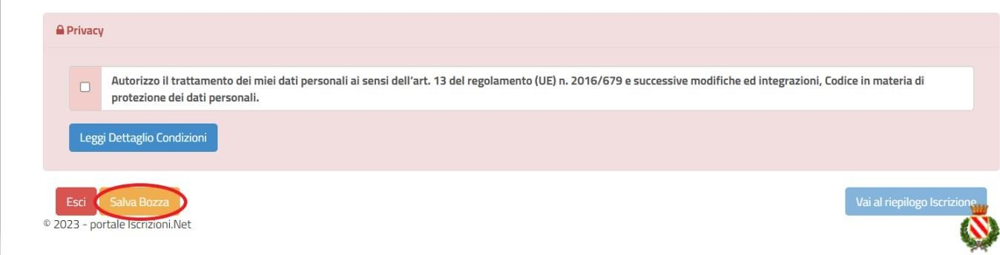 Privacy
Autorizzo il trattamento dei miei dati personali ai sensi dell'art. 13 del regolamento (UE) n. 2016/679 e successive modifiche ed integrazioni, Codice in materia di
protezione dei dati personali.
Leggi Dettaglio Condizioni
Esci Salva Bozza Vai al riepilogo Iscrizione
© 2023 - portale Iscrizioni.Net